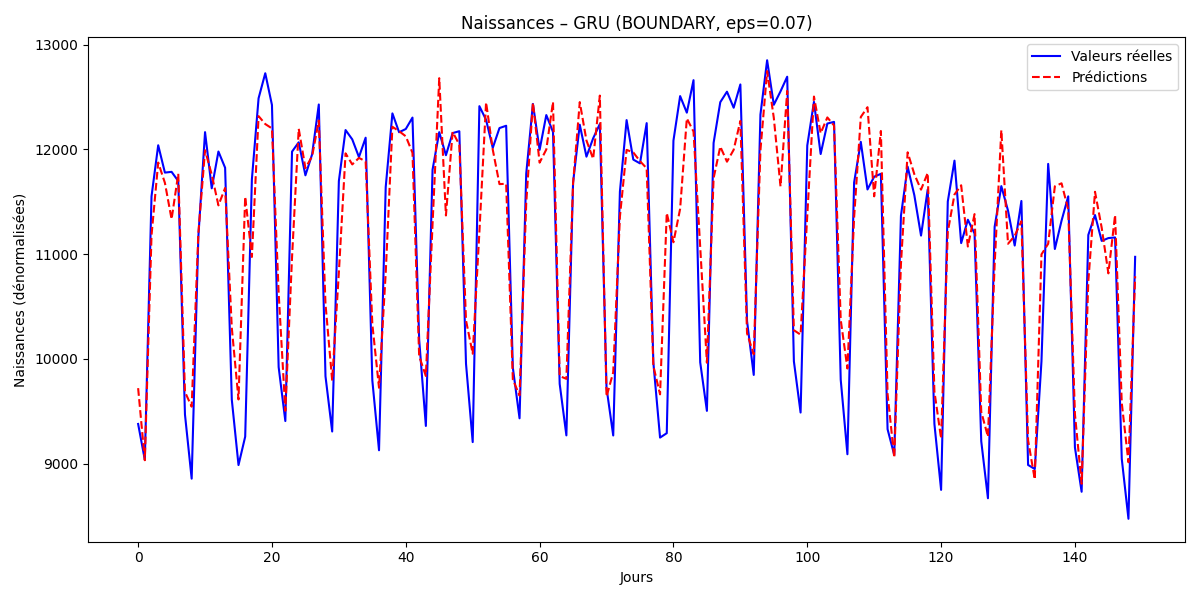 Naissances – GRU (BOUNDARY, eps=0.07)
Valeurs réelles
Prédictions
Naissances (dénormalisées)
13000
12000
11000
10000
9000
0 20 40 60 80 100 120 140
Jours